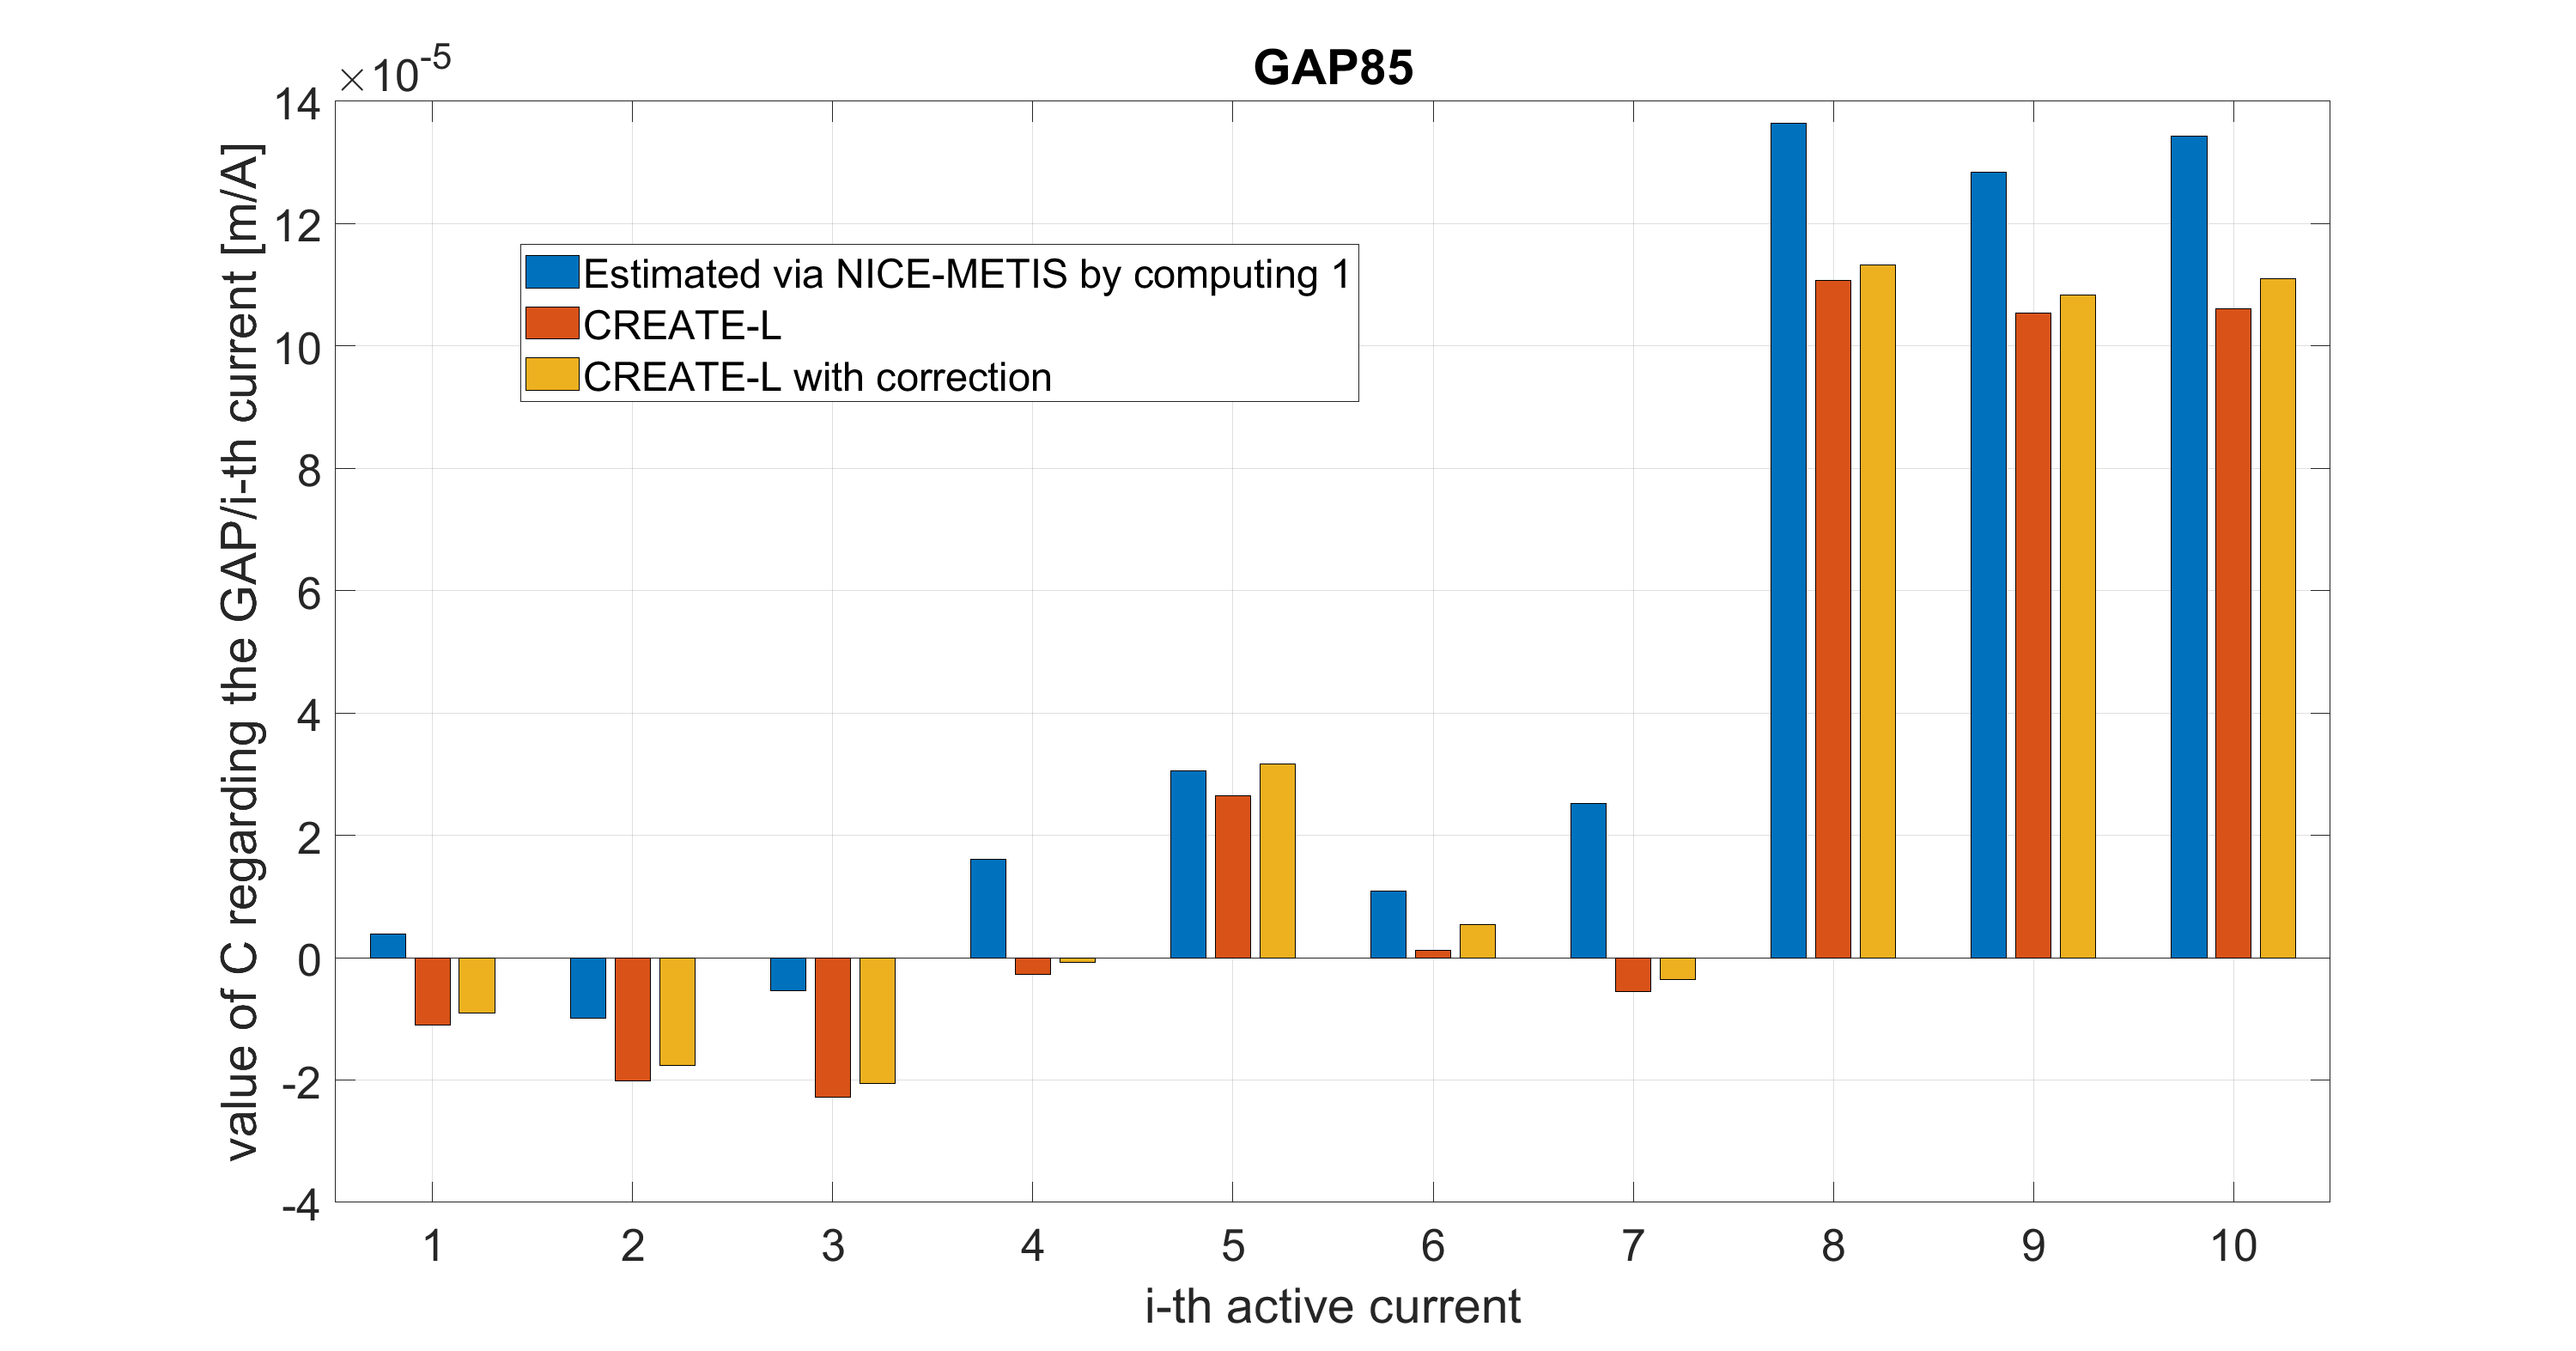 GAP85
×10^-5
14
12
10
8
6
4
2
0
-2
-4
value of C regarding the GAP/i-th current [m/A]
Estimated via NICE-METIS by computing 1
CREATE-L
CREATE-L with correction
1 2 3 4 5 6 7 8 9 10
i-th active current